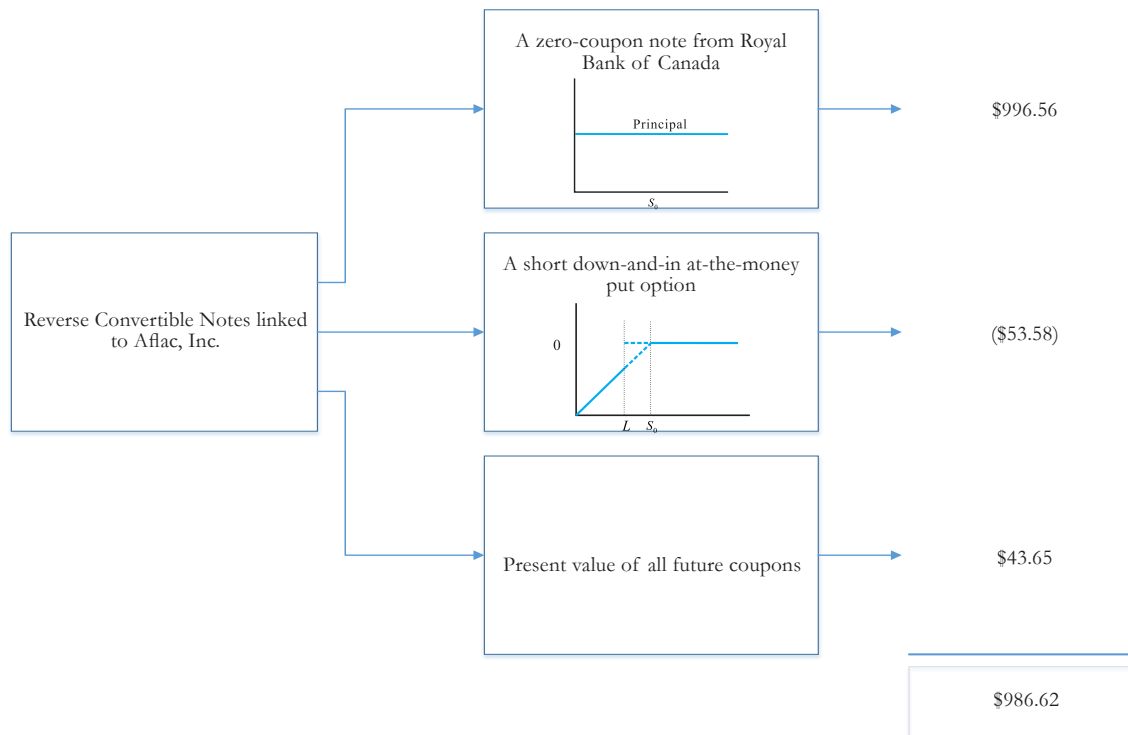 A zero-coupon note from Royal
Bank of Canada
Principal
S₀
$996.56
Reverse Convertible Notes linked
to Aflac, Inc.
A short down-and-in at-the-money
put option
0
L S₀
($53.58)
Present value of all future coupons
$43.65
$986.62